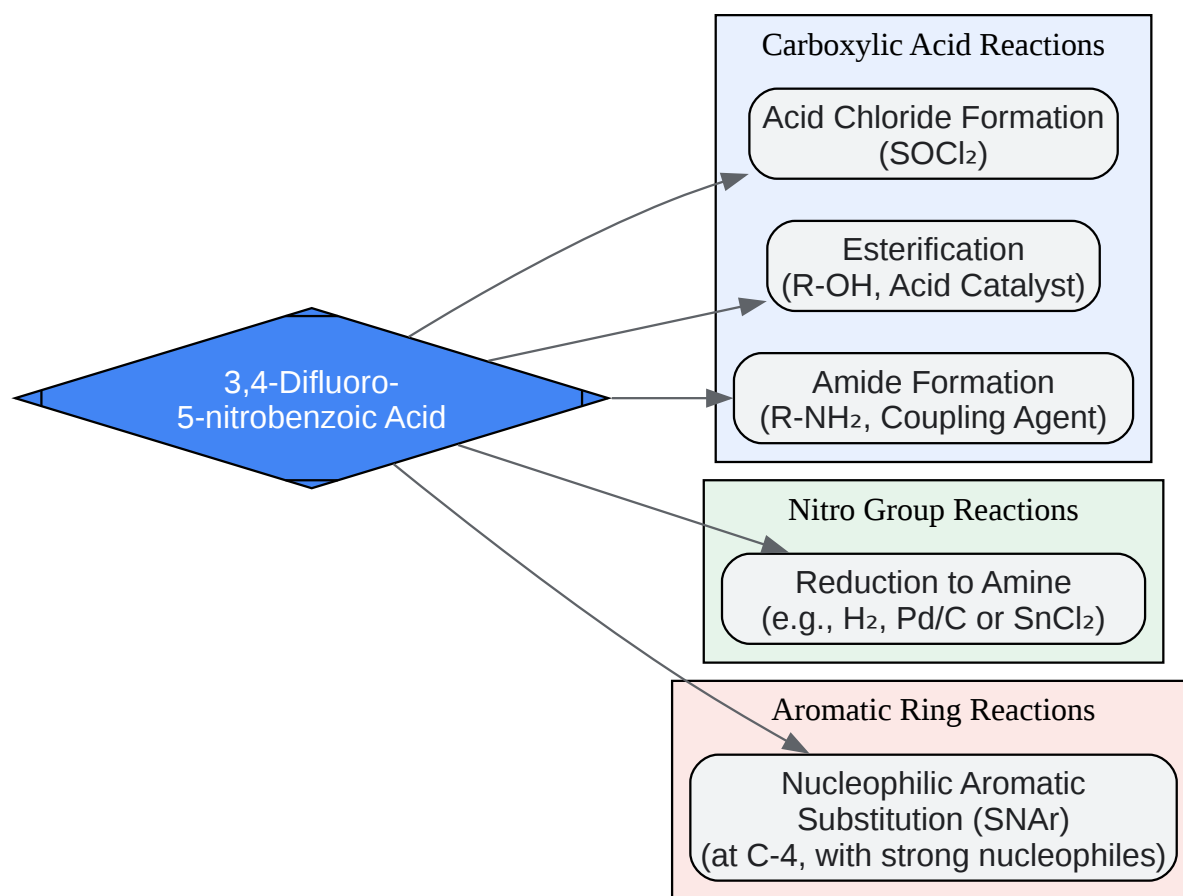 Carboxylic Acid Reactions
Acid Chloride Formation
(SOCl₂)
Esterification
(R-OH, Acid Catalyst)
3,4-Difluoro-
5-nitrobenzoic Acid
Amide Formation
(R-NH₂, Coupling Agent)
Nitro Group Reactions
Reduction to Amine
(e.g., H₂, Pd/C or SnCl₂)
Aromatic Ring Reactions
Nucleophilic Aromatic
Substitution (SNAr)
(at C-4, with strong nucleophiles)